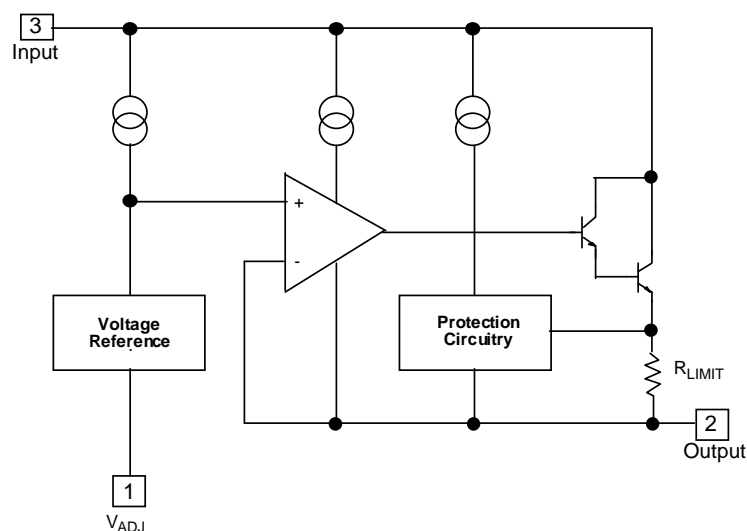 3
Input
+
-
Voltage
Reference
Protection
Circuitry
R_LIMIT
2
Output
1
V_ADJ